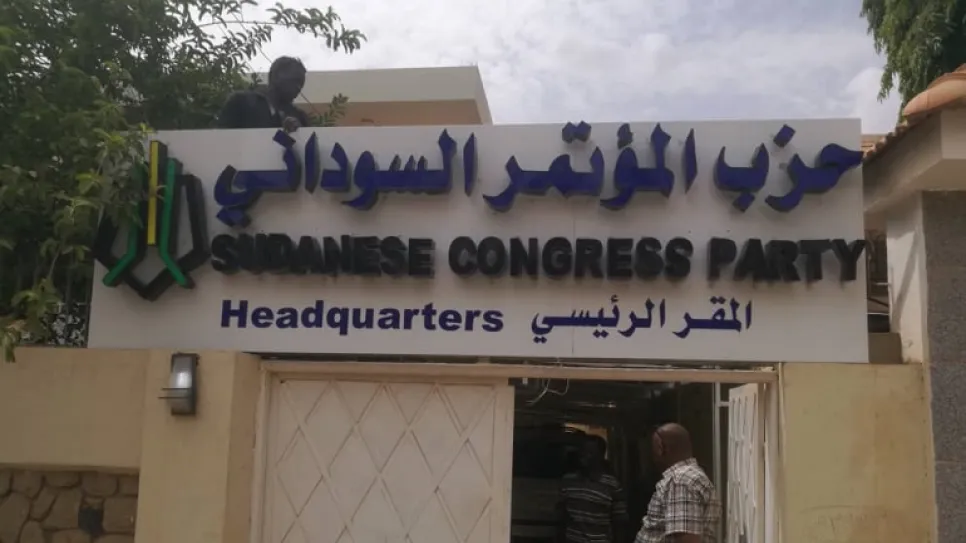 حزب المؤتمر السوداني
SUDANESE CONGRESS PARTY
Headquarters المقر الرئيسي